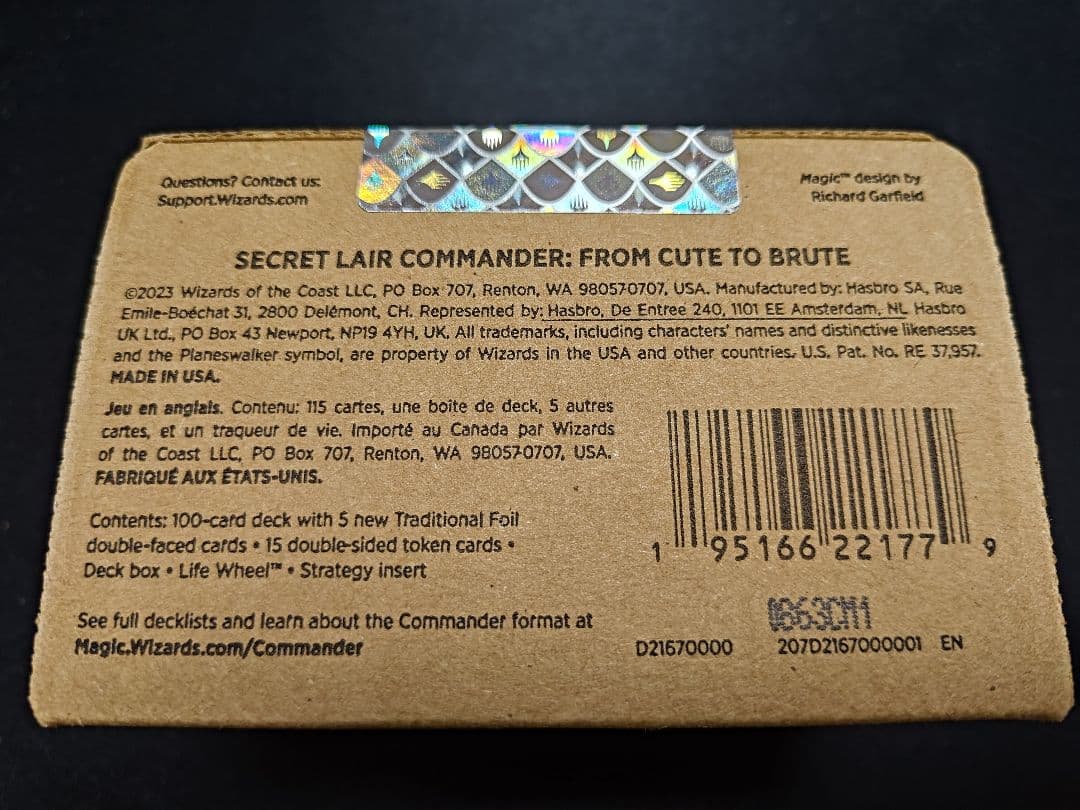 Questions? Contact us:
Support.Wizards.com
Magic™ design by
Richard Garfield
SECRET LAIR COMMANDER: FROM CUTE TO BRUTE
©2023 Wizards of the Coast LLC, PO Box 707, Renton, WA 98057-0707, USA. Manufactured by: Hasbro SA, Rue
Emile-Boéchat 31, 2800 Delémont, CH. Represented by: Hasbro, De Entree 240, 1101 EE Amsterdam, NL. Hasbro
UK Ltd., PO Box 43 Newport, NP19 4YH, UK. All trademarks, including characters' names and distinctive likenesses
and the Planeswalker symbol, are property of Wizards in the USA and other countries. U.S. Pat. No. RE 37,957.
MADE IN USA.
Jeu en anglais. Contenu: 115 cartes, une boîte de deck, 5 autres
cartes, et un traqueur de vie. Importé au Canada par Wizards
of the Coast LLC, PO Box 707, Renton, WA 98057-0707, USA.
FABRIQUÉ AUX ÉTATS-UNIS.
Contents: 100-card deck with 5 new Traditional Foil
double-faced cards • 15 double-sided token cards •
Deck box • Life Wheel™ • Strategy insert
See full decklists and learn about the Commander format at
Magic.Wizards.com/Commander
1 95166 22177 9
D21670000 207D2167000001 EN